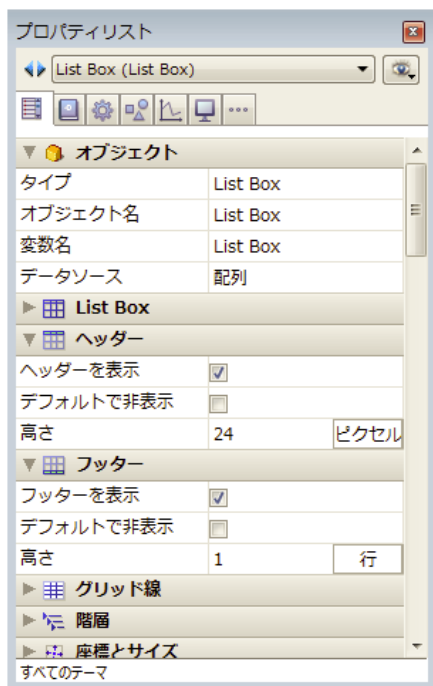 プロパティリスト
List Box (List Box)
オブジェクト
タイプ List Box
オブジェクト名 List Box
変数名 List Box
データソース 配列
List Box
ヘッダー
ヘッダーを表示
デフォルトで非表示
高さ 24 ピクセル
フッター
フッターを表示
デフォルトで非表示
高さ 1 行
グリッド線
階層
座標とサイズ
すべてのテーマ